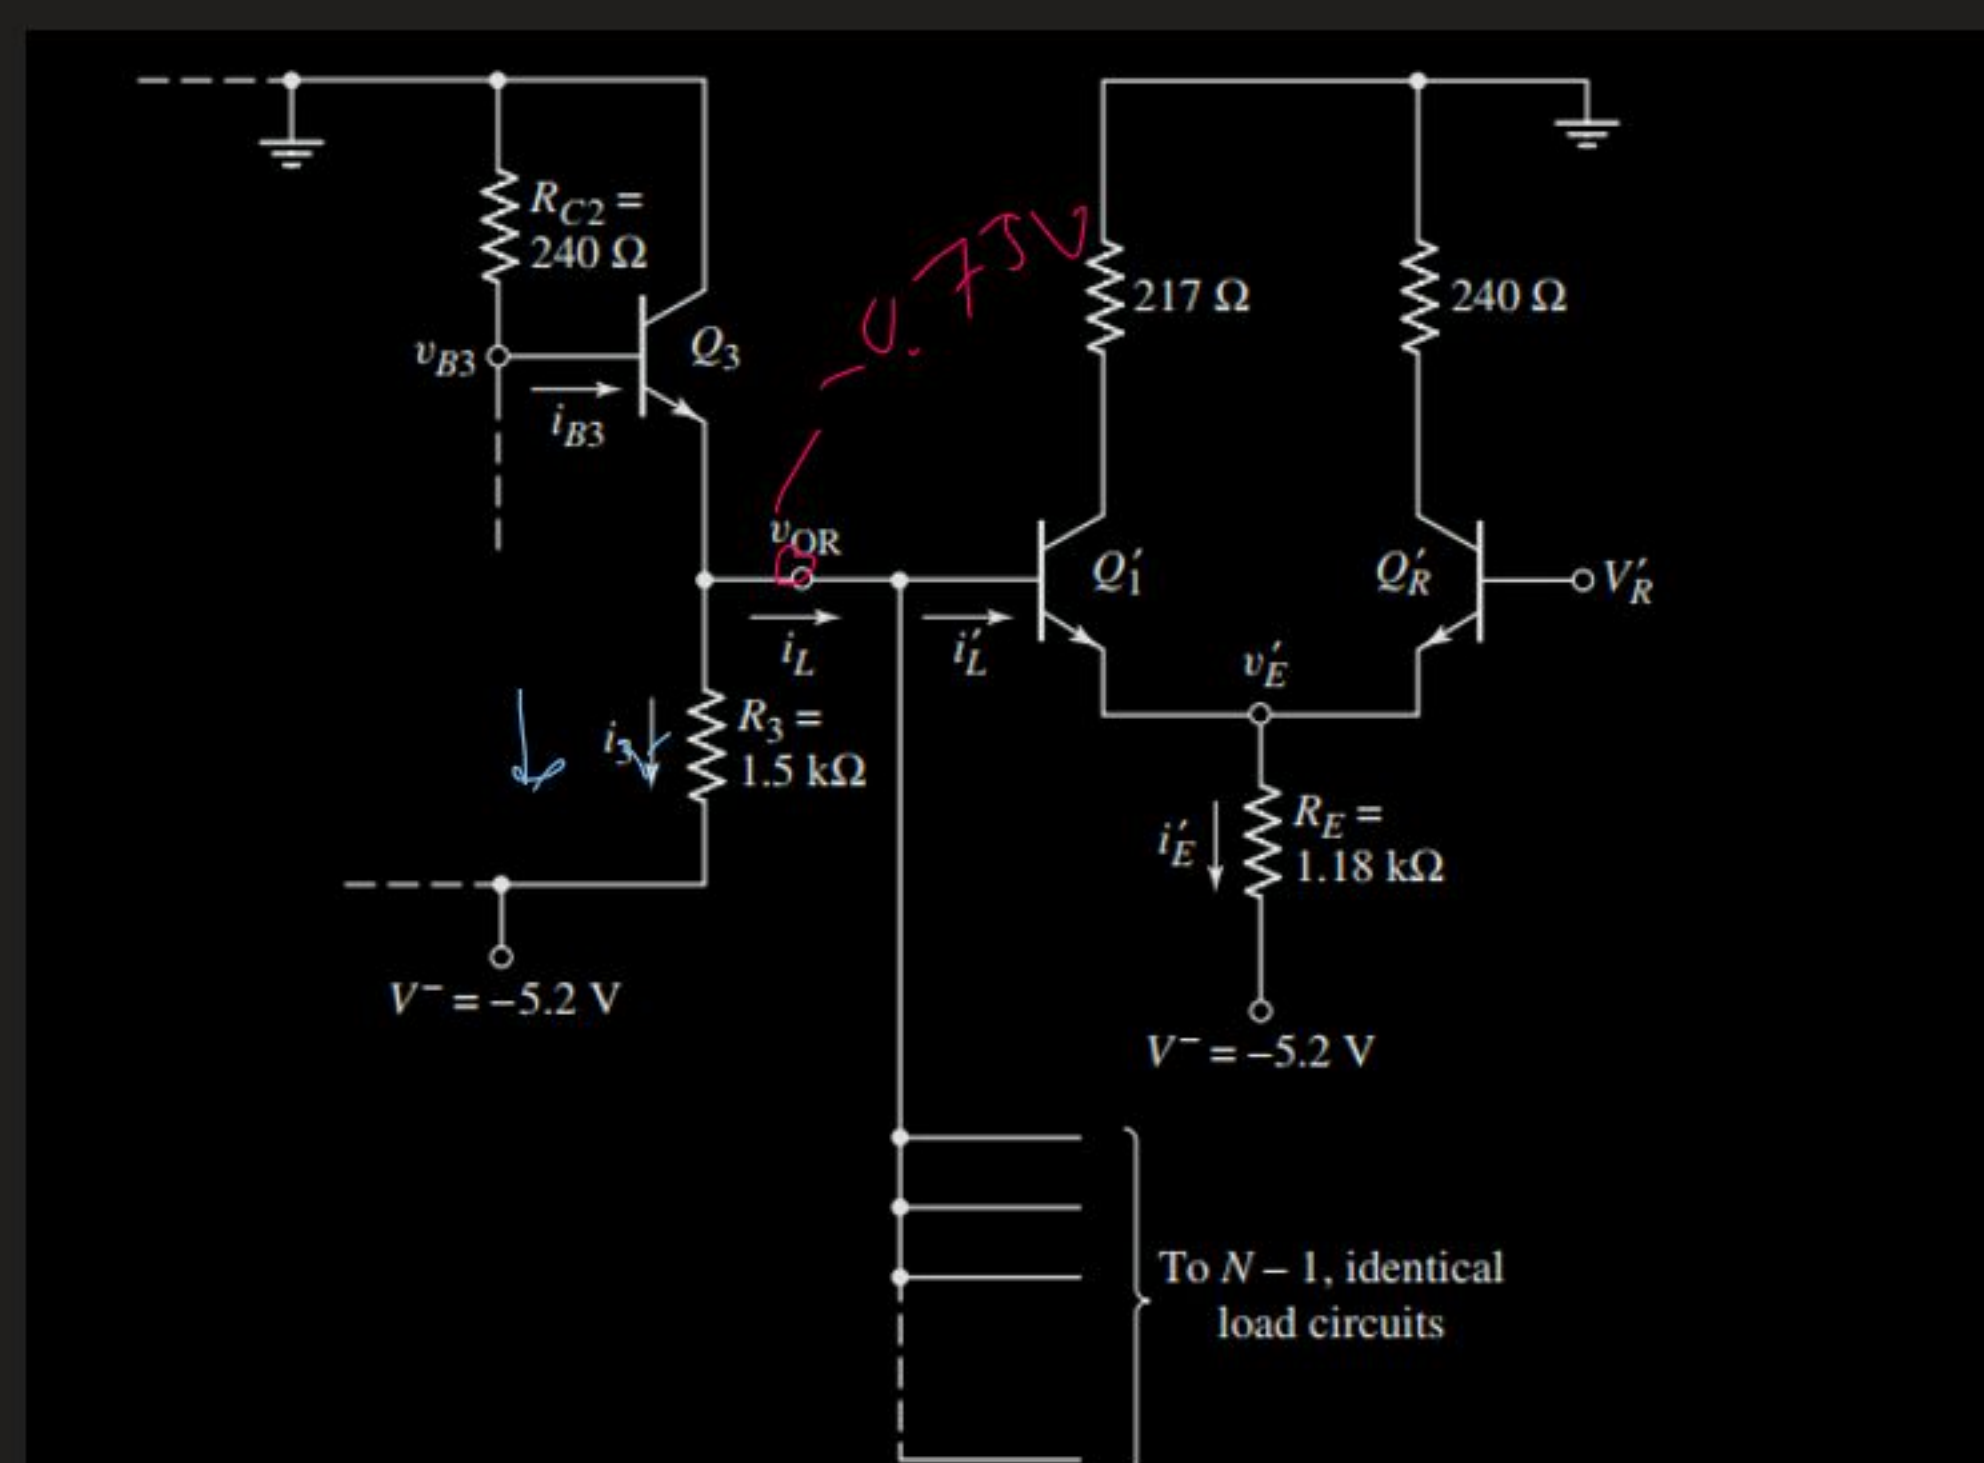 R_C2 =
240 Ω
v_B3
i_B3
Q_3
-0.75V
217 Ω
240 Ω
v_OR
i_L
i′_L
Q′_1
Q′_R
V′_R
v′_E
i_3
R_3 =
1.5 kΩ
i′_E
R_E =
1.18 kΩ
V⁻ = −5.2 V
V⁻ = −5.2 V
To N – 1, identical
load circuits